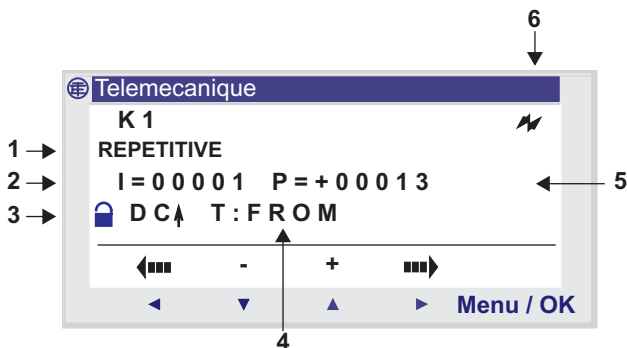 6
Telemecanique
K 1
1 REPETITIVE
2 I = 0 0 0 0 1 P = + 0 0 0 1 3 5
3 D C T : F R O M
- +
Menu / OK
4